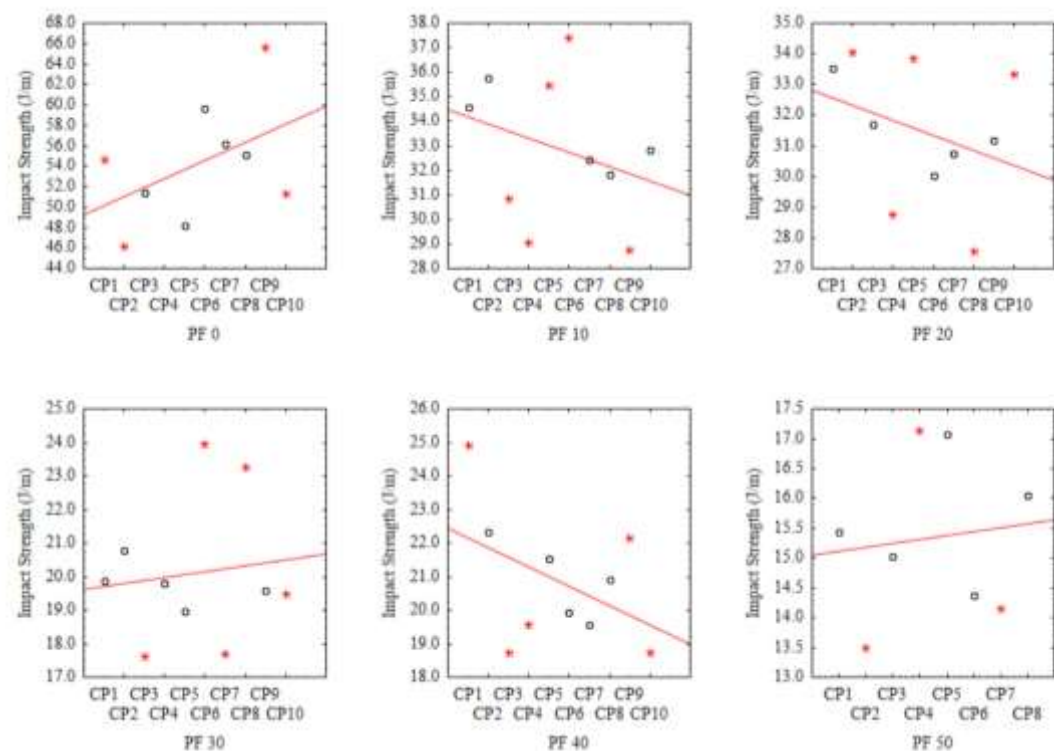 Impact Strength (J/m)
68.0
66.0
64.0
62.0
60.0
58.0
56.0
54.0
52.0
50.0
48.0
46.0
44.0
CP1 CP3 CP5 CP7 CP9
CP2 CP4 CP6 CP8 CP10
PF 0
Impact Strength (J/m)
38.0
37.0
36.0
35.0
34.0
33.0
32.0
31.0
30.0
29.0
28.0
CP1 CP3 CP5 CP7 CP9
CP2 CP4 CP6 CP8 CP10
PF 10
Impact Strength (J/m)
35.0
34.0
33.0
32.0
31.0
30.0
29.0
28.0
27.0
CP1 CP3 CP5 CP7 CP9
CP2 CP4 CP6 CP8 CP10
PF 20
Impact Strength (J/m)
25.0
24.0
23.0
22.0
21.0
20.0
19.0
18.0
17.0
CP1 CP3 CP5 CP7 CP9
CP2 CP4 CP6 CP8 CP10
PF 30
Impact Strength (J/m)
26.0
25.0
24.0
23.0
22.0
21.0
20.0
19.0
18.0
CP1 CP3 CP5 CP7 CP9
CP2 CP4 CP6 CP8 CP10
PF 40
Impact Strength (J/m)
17.5
17.0
16.5
16.0
15.5
15.0
14.5
14.0
13.5
13.0
CP1 CP3 CP5 CP7
CP2 CP4 CP6 CP8
PF 50